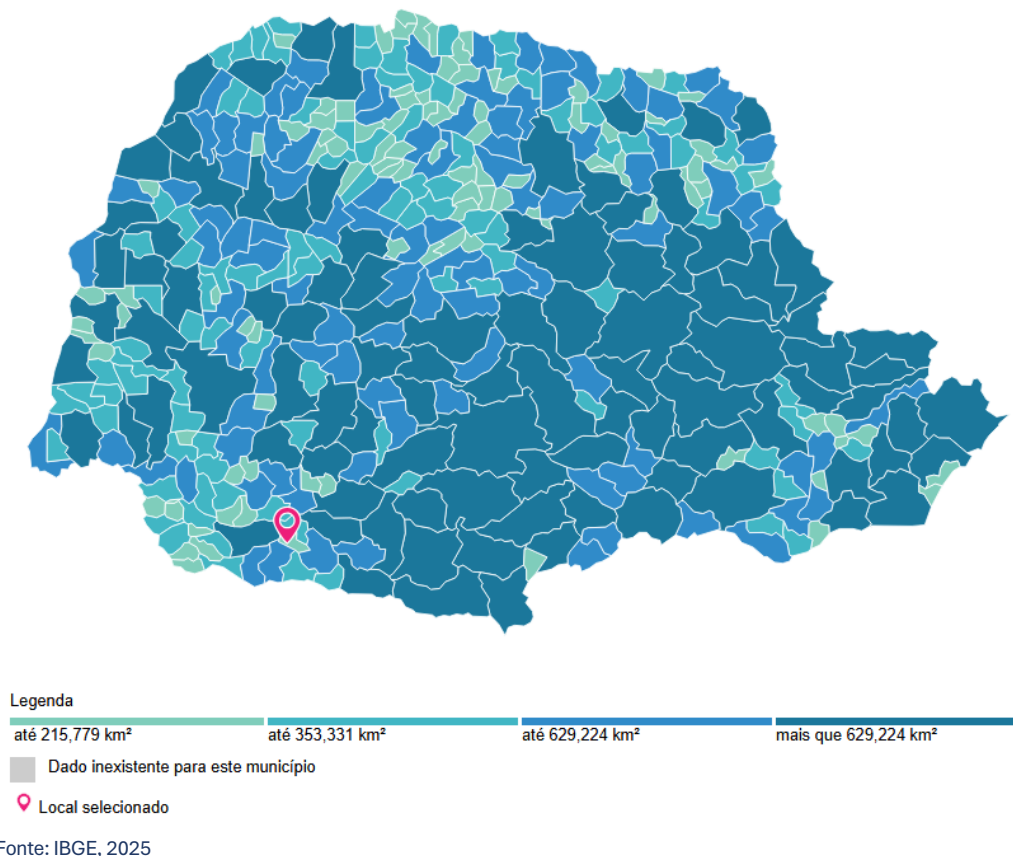 Legenda
até 215,779 km²
até 353,331 km²
até 629,224 km²
mais que 629,224 km²
Dado inexistente para este município
Local selecionado
Fonte: IBGE, 2025